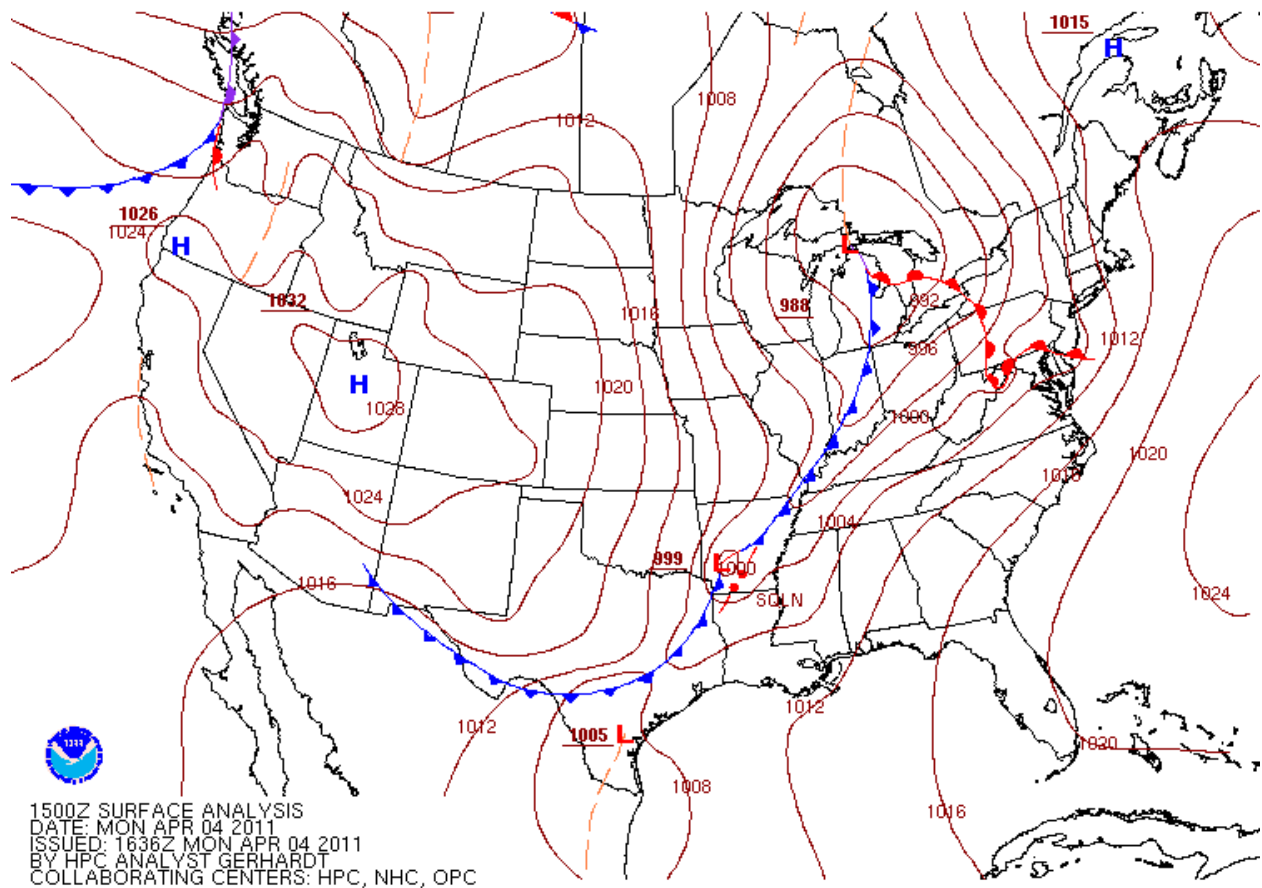 1015
H
1008
1012
1026
1024
H
L
1032
988
992
1016
996
1012
1020
H
1028
1000
1020
1016
1024
1004
999
L
1000
1016
SQLN
1024
1012
1012
1005
L
1020
1008
1016
1500Z SURFACE ANALYSIS
DATE: MON APR 04 2011
ISSUED: 1636Z MON APR 04 2011
BY HPC ANALYST GERHARDT
COLLABORATING CENTERS: HPC, NHC, OPC